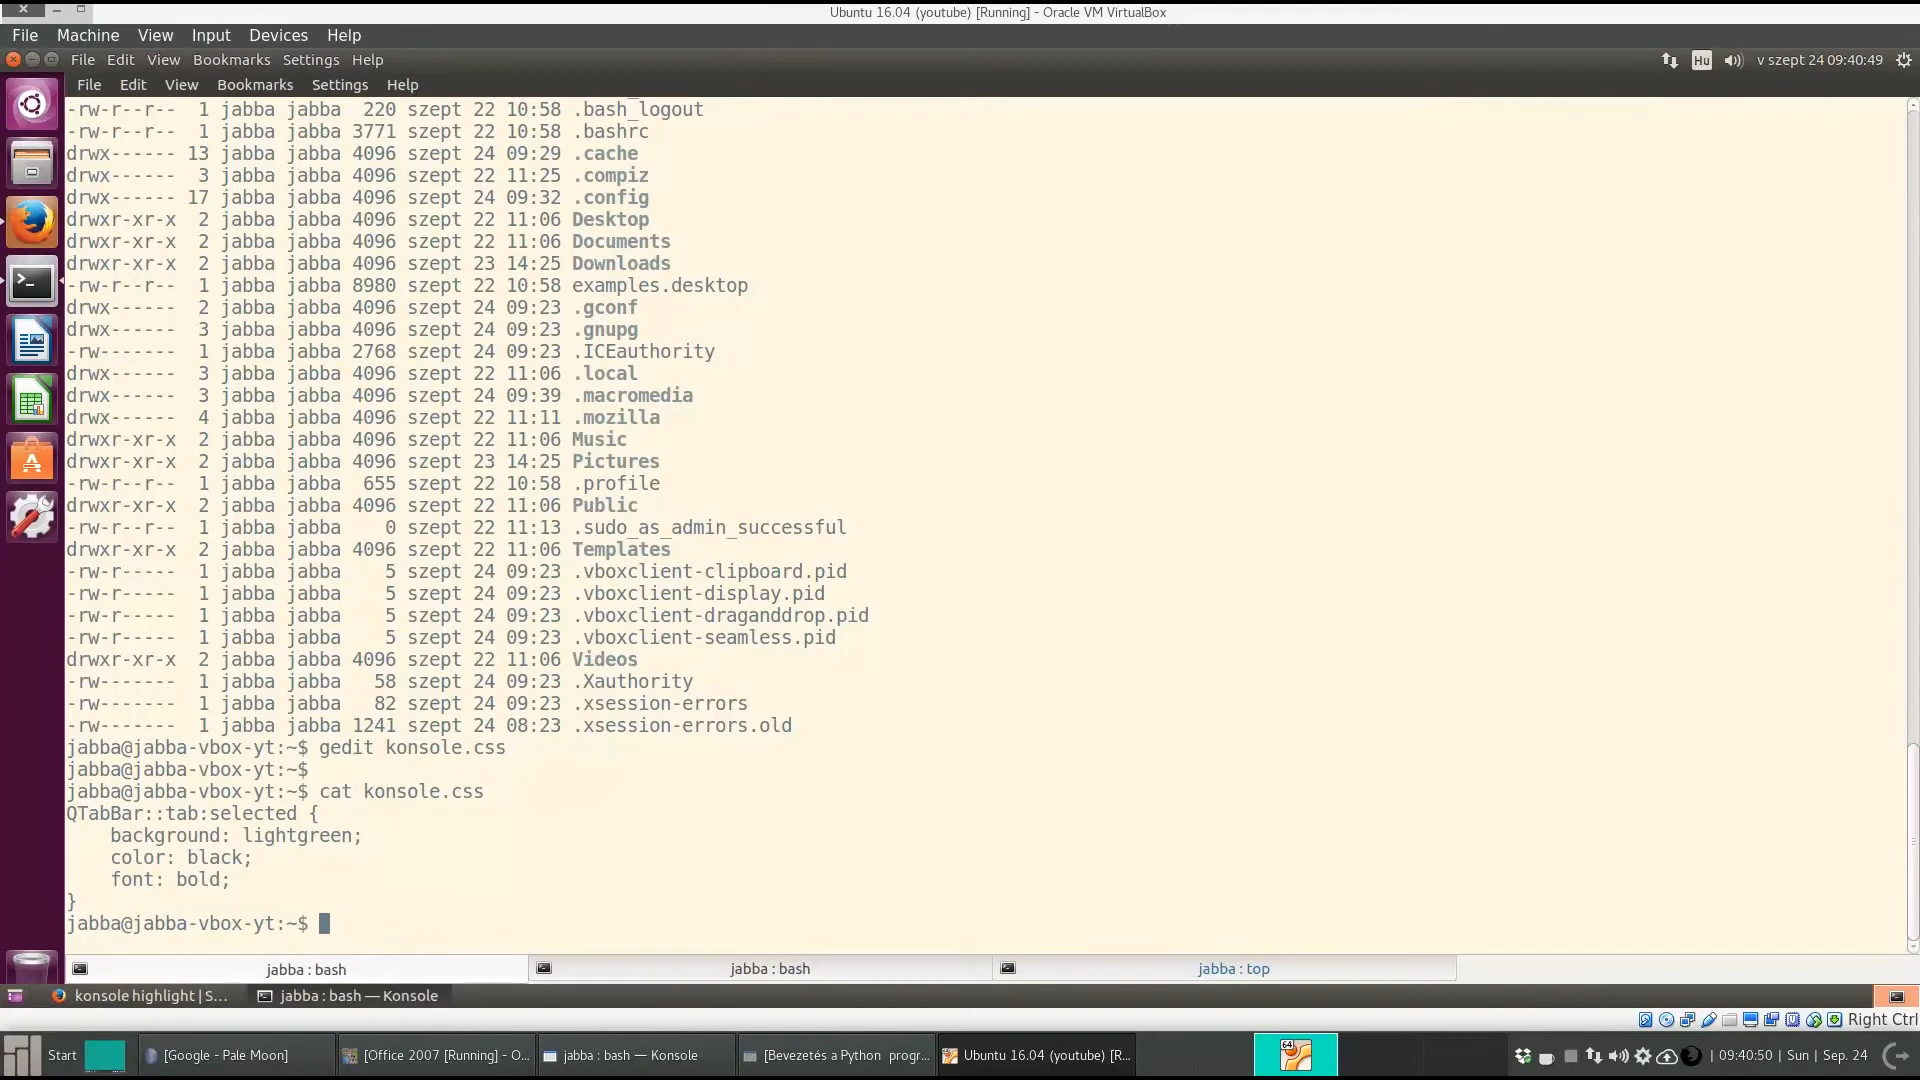 Ubuntu 16.04 (youtube) [Running] - Oracle VM VirtualBox
File Machine View Input Devices Help
File Edit View Bookmarks Settings Help
Hu v szept 24 09:40:49
File Edit View Bookmarks Settings Help
-rw-r--r-- 1 jabba jabba 220 szept 22 10:58 .bash_logout
-rw-r--r-- 1 jabba jabba 3771 szept 22 10:58 .bashrc
drwx------ 13 jabba jabba 4096 szept 24 09:29 .cache
drwx------ 3 jabba jabba 4096 szept 22 11:25 .compiz
drwx------ 17 jabba jabba 4096 szept 24 09:32 .config
drwxr-xr-x 2 jabba jabba 4096 szept 22 11:06 Desktop
drwxr-xr-x 2 jabba jabba 4096 szept 22 11:06 Documents
drwxr-xr-x 2 jabba jabba 4096 szept 23 14:25 Downloads
-rw-r--r-- 1 jabba jabba 8980 szept 22 10:58 examples.desktop
drwx------ 2 jabba jabba 4096 szept 24 09:23 .gconf
drwx------ 3 jabba jabba 4096 szept 24 09:23 .gnupg
-rw------- 1 jabba jabba 2768 szept 24 09:23 .ICEauthority
drwx------ 3 jabba jabba 4096 szept 22 11:06 .local
drwx------ 3 jabba jabba 4096 szept 24 09:39 .macromedia
drwx------ 4 jabba jabba 4096 szept 22 11:11 .mozilla
drwxr-xr-x 2 jabba jabba 4096 szept 22 11:06 Music
drwxr-xr-x 2 jabba jabba 4096 szept 23 14:25 Pictures
-rw-r--r-- 1 jabba jabba 655 szept 22 10:58 .profile
drwxr-xr-x 2 jabba jabba 4096 szept 22 11:06 Public
-rw-r--r-- 1 jabba jabba 0 szept 22 11:13 .sudo_as_admin_successful
drwxr-xr-x 2 jabba jabba 4096 szept 22 11:06 Templates
-rw-r----- 1 jabba jabba 5 szept 24 09:23 .vboxclient-clipboard.pid
-rw-r----- 1 jabba jabba 5 szept 24 09:23 .vboxclient-display.pid
-rw-r----- 1 jabba jabba 5 szept 24 09:23 .vboxclient-draganddrop.pid
-rw-r----- 1 jabba jabba 5 szept 24 09:23 .vboxclient-seamless.pid
drwxr-xr-x 2 jabba jabba 4096 szept 22 11:06 Videos
-rw------- 1 jabba jabba 58 szept 24 09:23 .Xauthority
-rw------- 1 jabba jabba 82 szept 24 09:23 .xsession-errors
-rw------- 1 jabba jabba 1241 szept 24 08:23 .xsession-errors.old
jabba@jabba-vbox-yt:~$ gedit konsole.css
jabba@jabba-vbox-yt:~$
jabba@jabba-vbox-yt:~$ cat konsole.css
QTabBar::tab:selected {
    background: lightgreen;
    color: black;
    font: bold;
}
jabba@jabba-vbox-yt:~$
jabba : bash jabba : bash jabba : top
konsole highlight | S... jabba : bash — Konsole
Right Ctrl
Start [Google - Pale Moon] [Office 2007 [Running] - O... jabba : bash — Konsole [Bevezetés a Python progr... Ubuntu 16.04 (youtube) [R... 64 | 09:40:50 | Sun | Sep. 24